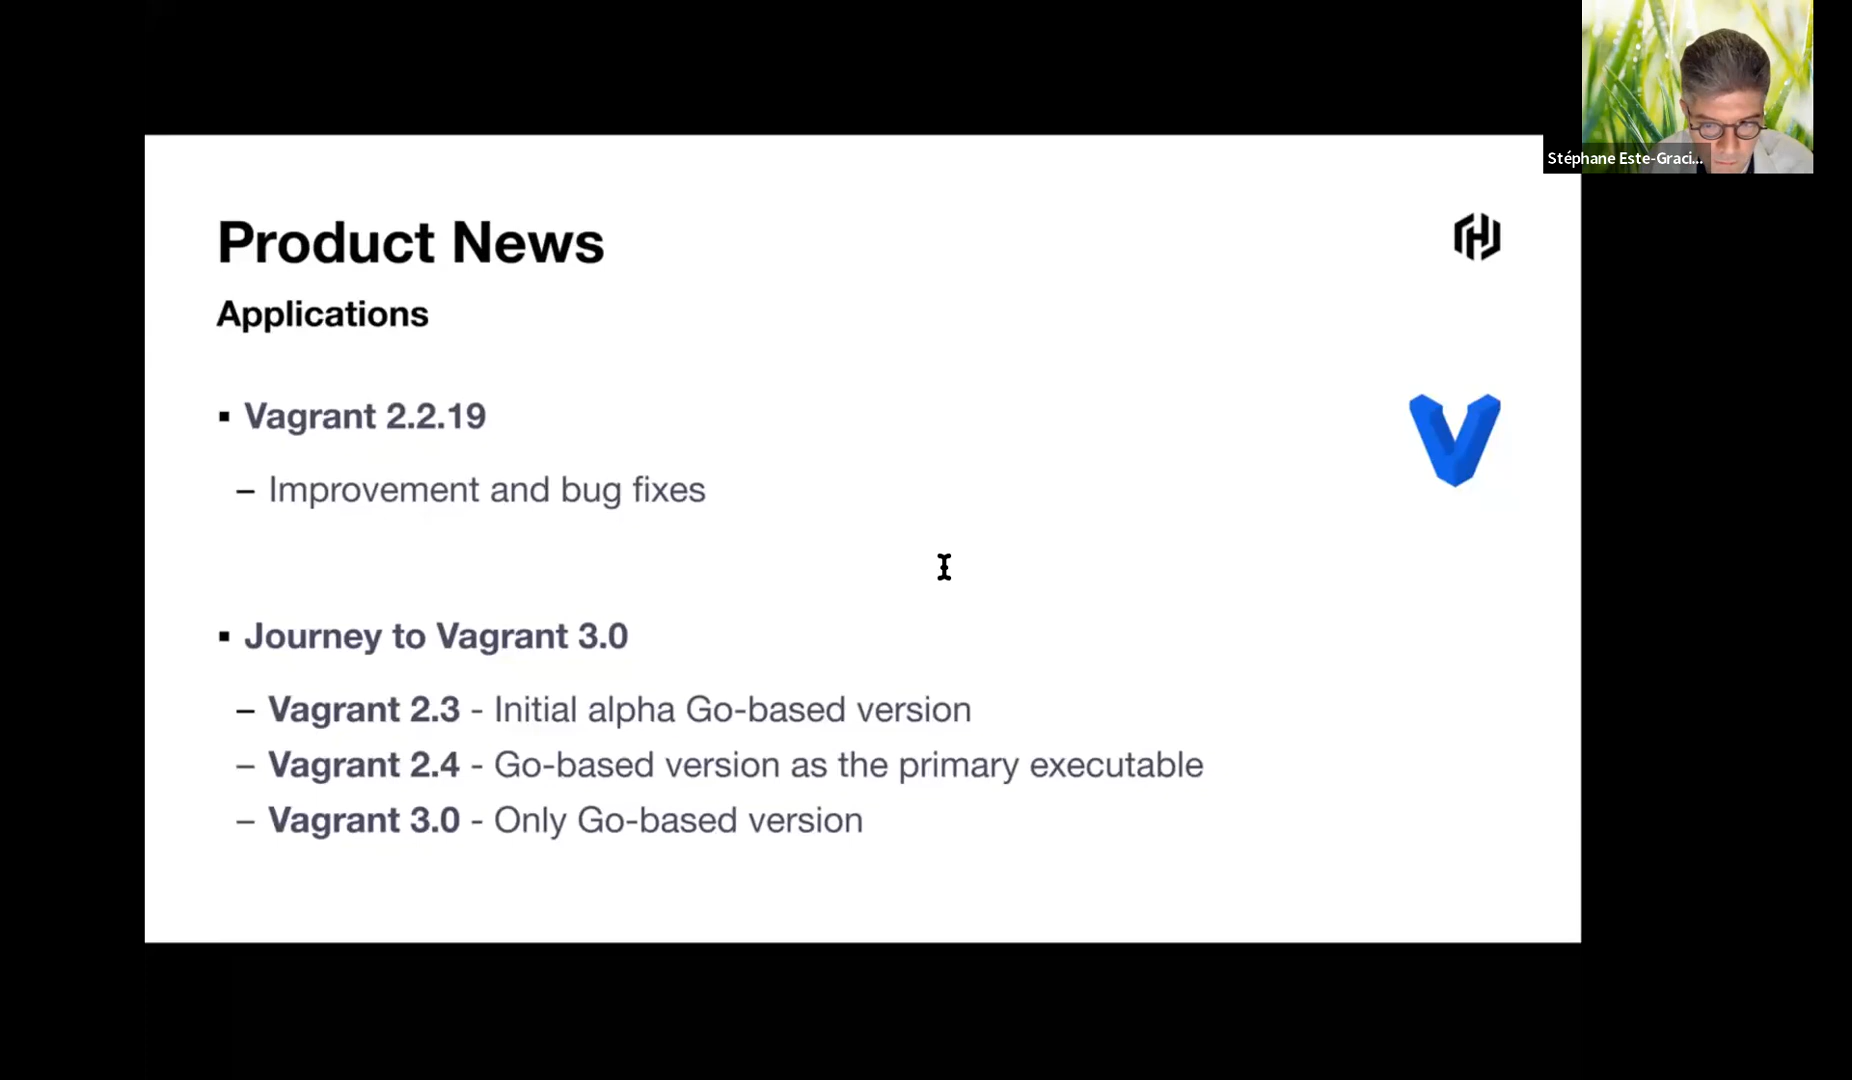 Stéphane Este-Graci...
Product News
Applications
▪ Vagrant 2.2.19
– Improvement and bug fixes
▪ Journey to Vagrant 3.0
– Vagrant 2.3 - Initial alpha Go-based version
– Vagrant 2.4 - Go-based version as the primary executable
– Vagrant 3.0 - Only Go-based version